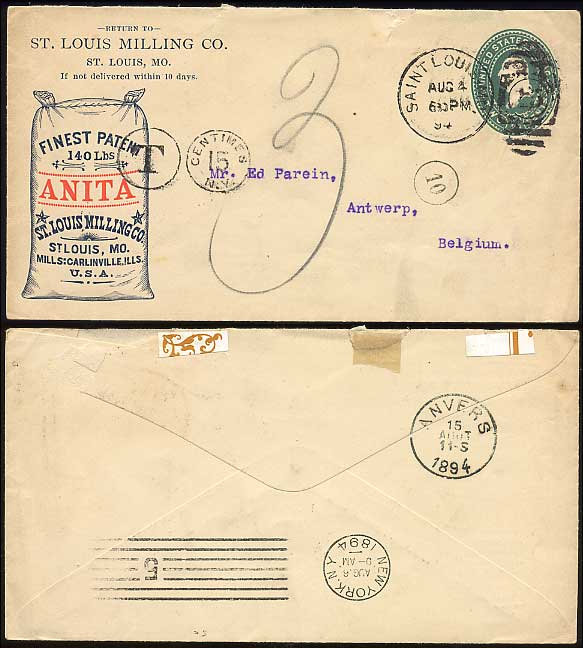 —RETURN TO—
ST. LOUIS MILLING CO.
ST. LOUIS, MO.
If not delivered within 10 days.
FINEST PATENT
140 Lbs
ANITA
ST. LOUIS MILLING CO.
ST LOUIS, MO.
MILLS: CARLINVILLE, ILLS.
U.S.A.
T
CENTIMES
15
N.Y.
3
SAINT LOUIS
AUG 4
PM
94
UNITED STATES
10
Mr. Ed Parein,
Antwerp,
Belgium.
ANVERS
15
AOUT
11-S
1894
5
NEW YORK, N.Y.
AUG. 6
AM
1894